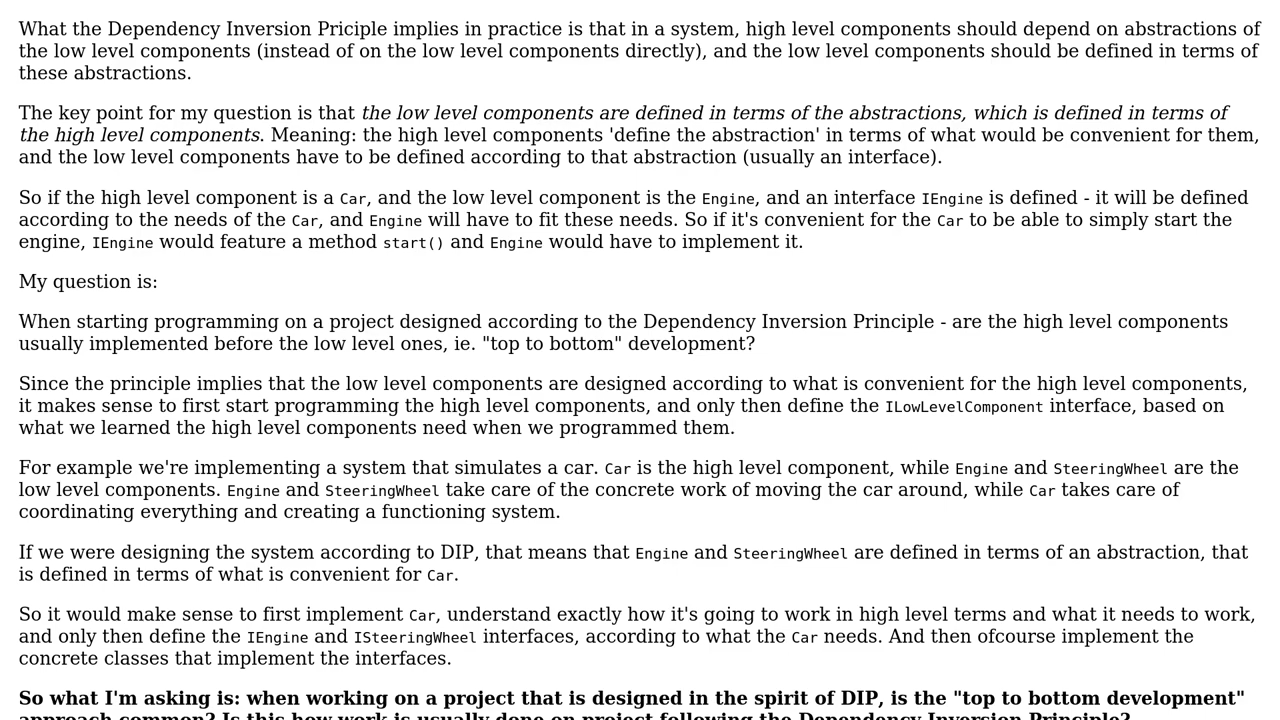 What the Dependency Inversion Priciple implies in practice is that in a system, high level components should depend on abstractions of
the low level components (instead of on the low level components directly), and the low level components should be defined in terms of
these abstractions.
The key point for my question is that the low level components are defined in terms of the abstractions, which is defined in terms of
the high level components. Meaning: the high level components 'define the abstraction' in terms of what would be convenient for them,
and the low level components have to be defined according to that abstraction (usually an interface).
So if the high level component is a Car, and the low level component is the Engine, and an interface IEngine is defined - it will be defined
according to the needs of the Car, and Engine will have to fit these needs. So if it's convenient for the Car to be able to simply start the
engine, IEngine would feature a method start() and Engine would have to implement it.
My question is:
When starting programming on a project designed according to the Dependency Inversion Principle - are the high level components
usually implemented before the low level ones, ie. "top to bottom" development?
Since the principle implies that the low level components are designed according to what is convenient for the high level components,
it makes sense to first start programming the high level components, and only then define the ILowLevelComponent interface, based on
what we learned the high level components need when we programmed them.
For example we're implementing a system that simulates a car. Car is the high level component, while Engine and SteeringWheel are the
low level components. Engine and SteeringWheel take care of the concrete work of moving the car around, while Car takes care of
coordinating everything and creating a functioning system.
If we were designing the system according to DIP, that means that Engine and SteeringWheel are defined in terms of an abstraction, that
is defined in terms of what is convenient for Car.
So it would make sense to first implement Car, understand exactly how it's going to work in high level terms and what it needs to work,
and only then define the IEngine and ISteeringWheel interfaces, according to what the Car needs. And then ofcourse implement the
concrete classes that implement the interfaces.
So what I'm asking is: when working on a project that is designed in the spirit of DIP, is the "top to bottom development"
approach common? Is this how work is usually done on project following the Dependency Inversion Principle?